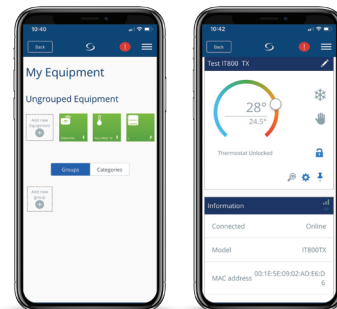 10:40
Back
!
My Equipment
Ungrouped Equipment
Add new
Equipment
Groups
Categories
Add new
group
10:42
Back
!
Test IT800 TX
28°
24.5°
Thermostat Unlocked
Information
Connected
Online
Model
IT800TX
MAC address
00:1E:5E:09:02:AD:E6:D
6